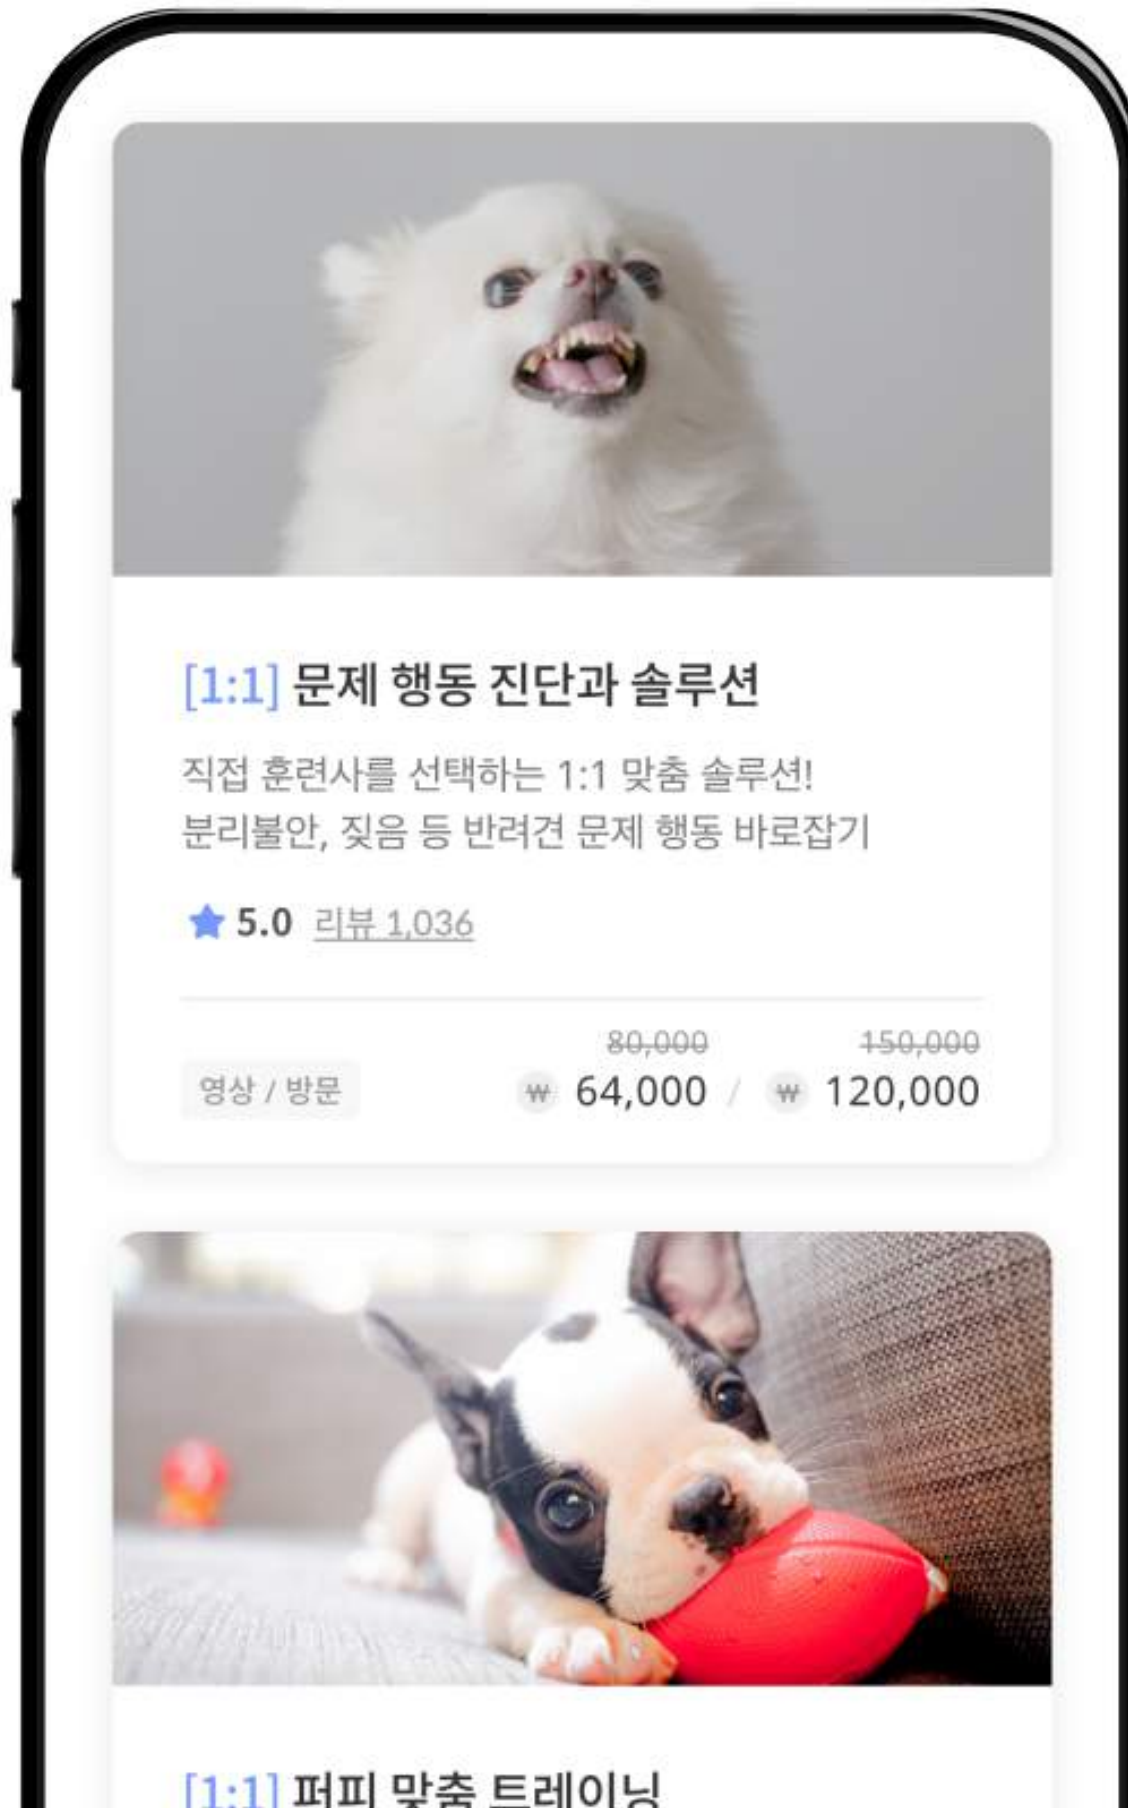 [1:1] 문제 행동 진단과 솔루션
직접 훈련사를 선택하는 1:1 맞춤 솔루션!
분리불안, 짖음 등 반려견 문제 행동 바로잡기
5.0 리뷰 1,036
80,000 150,000
영상 / 방문 ₩ 64,000 / ₩ 120,000
[1:1] 퍼피 맞춤 트레이닝